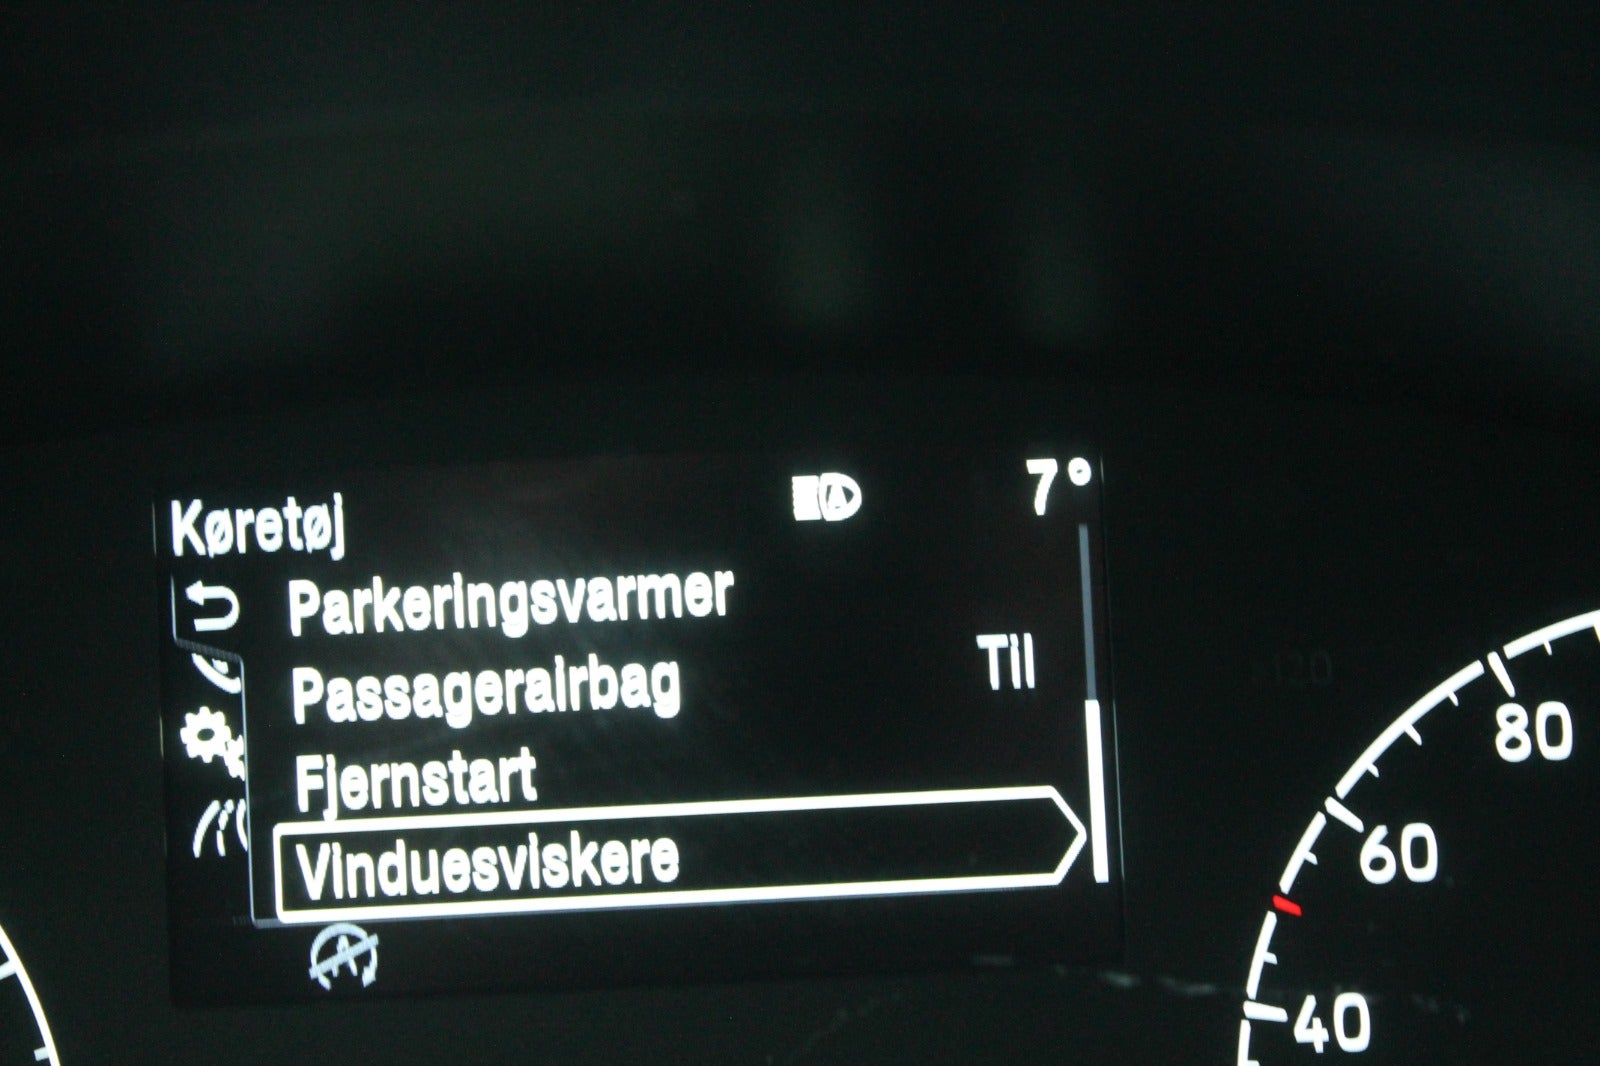 7°
Køretøj
Parkeringsvarmer
Passagerairbag Til
Fjernstart
Vinduesviskere
80
60
40